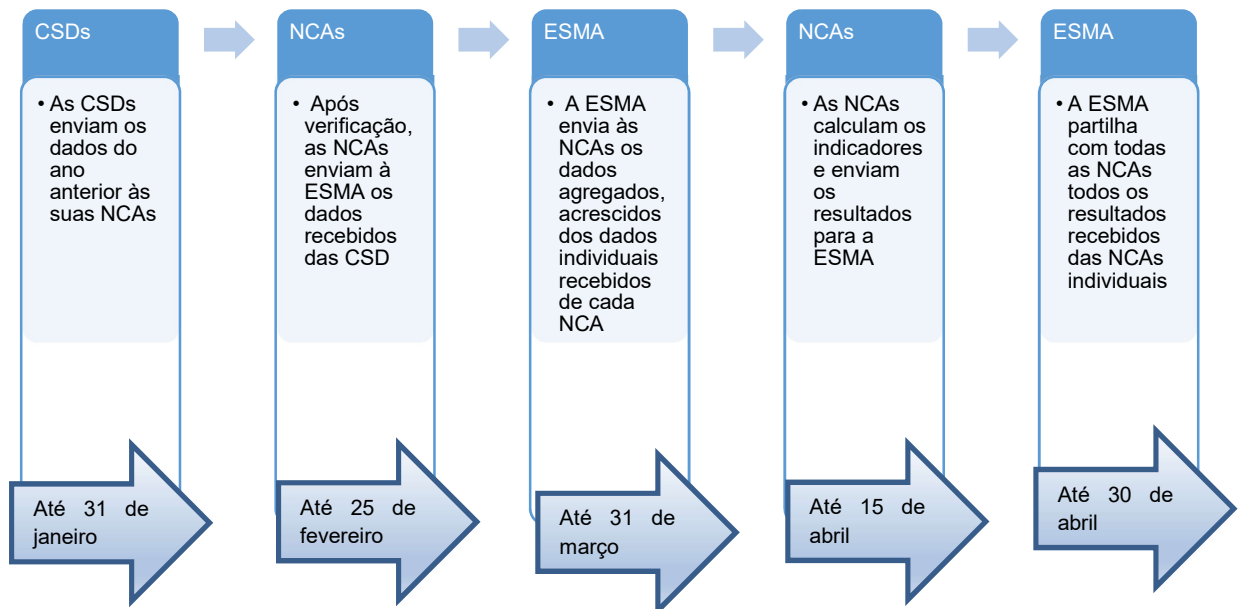 CSDs
• As CSDs
enviam os
dados do
ano
anterior às
suas NCAs
Até 31 de
janeiro
NCAs
• Após
verificação,
as NCAs
enviam à
ESMA os
dados
recebidos
das CSD
Até 25 de
fevereiro
ESMA
• A ESMA
envia às
NCAs os
dados
agregados,
acrescidos
dos dados
individuais
recebidos
de cada
NCA
Até 31 de
março
NCAs
• As NCAs
calculam os
indicadores
e enviam
os
resultados
para a
ESMA
Até 15 de
abril
ESMA
• A ESMA
partilha
com todas
as NCAs
todos os
resultados
recebidos
das NCAs
individuais
Até 30 de
abril